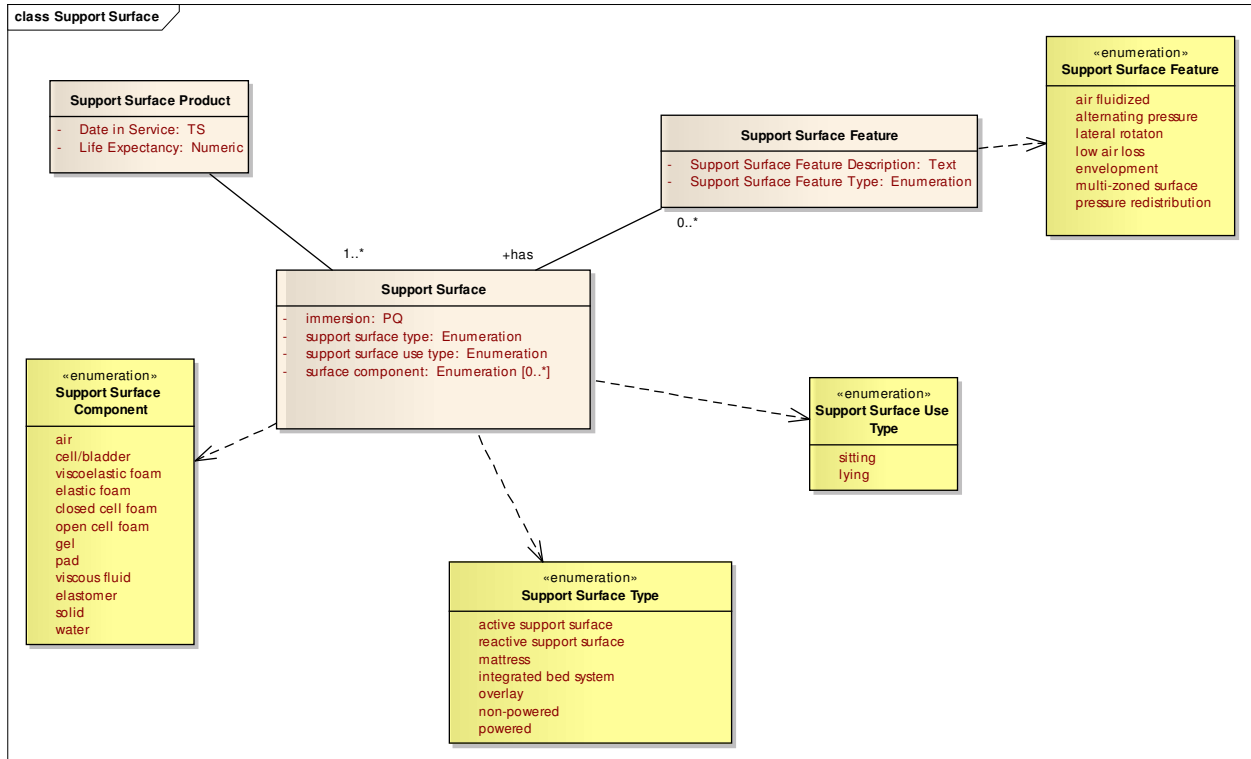 class Support Surface
«enumeration»
Support Surface Feature
air fluidized
alternating pressure
lateral rotaton
low air loss
envelopment
multi-zoned surface
pressure redistribution
Support Surface Product
- Date in Service: TS
- Life Expectancy: Numeric
Support Surface Feature
- Support Surface Feature Description: Text
- Support Surface Feature Type: Enumeration
0..*
1..*
+has
Support Surface
- immersion: PQ
- support surface type: Enumeration
- support surface use type: Enumeration
- surface component: Enumeration [0..*]
«enumeration»
Support Surface
Component
air
cell/bladder
viscoelastic foam
elastic foam
closed cell foam
open cell foam
gel
pad
viscous fluid
elastomer
solid
water
«enumeration»
Support Surface Use
Type
sitting
lying
«enumeration»
Support Surface Type
active support surface
reactive support surface
mattress
integrated bed system
overlay
non-powered
powered